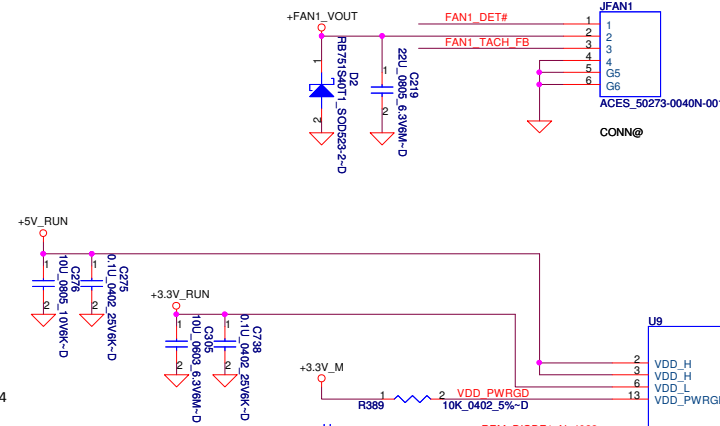 JFAN1
+FAN1_VOUT
FAN1_DET#
1 1
2 2
FAN1_TACH_FB
3 3
4 4
5 G5
6 G6
1
2
D2
RB751S40T1_SOD523-2~D
1
2
C219
22U_0805_6.3V6M~D
ACES_50273-0040N-001
CONN@
+5V_RUN
1
2
C276
10U_0805_10V6K~D
1
2
C275
0.1U_0402_25V6K~D
+3.3V_RUN
1
2
C305
10U_0603_6.3V6M~D
1
2
C738
0.1U_0402_25V6K~D
U9
+3.3V_M
2 VDD_H
3 VDD_H
6 VDD_L
13 VDD_PWRGD
R389
1
2
VDD_PWRGD
10K_0402_5%~D
4